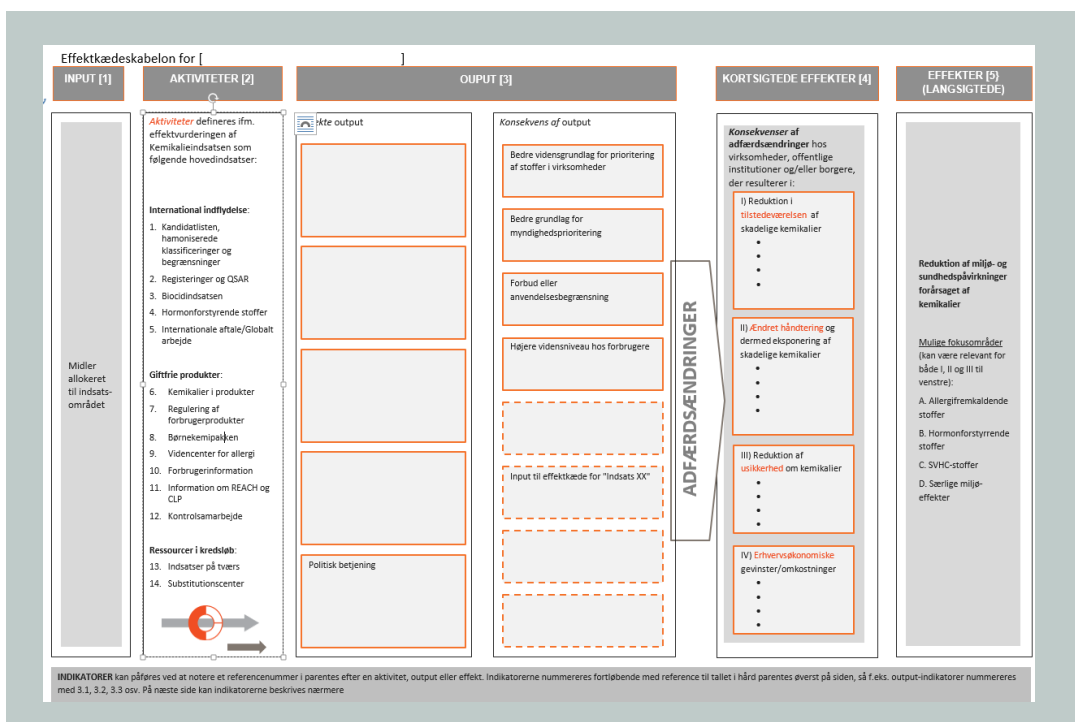 Effektkædeskabelon for [ ]
INPUT [1]
AKTIVITETER [2]
OUPUT [3]
KORTSIGTEDE EFFEKTER [4]
EFFEKTER [5}
(LANGSIGTEDE)
Midler
allokeret
til indsats-
området
Aktiviteter defineres ifm.
effektvurderingen af
Kemikalieindsatsen som
følgende hovedindsatser:
International indflydelse:
1. Kandidatlisten,
hamoniserede
klassificeringer og
begrænsninger
2. Registeringer og QSAR
3. Biocidindsatsen
4. Hormonforstyrende stoffer
5. Internationale aftale/Globalt
arbejde
Giftfrie produkter:
6. Kemikalier i produkter
7. Regulering af
forbrugerprodukter
8. Børnekemipakken
9. Videncenter for allergi
10. Forbrugerinformation
11. Information om REACH og
CLP
12. Kontrolsamarbejde
Ressourcer i kredsløb:
13. Indsatser på tværs
14. Substitutionscenter
ekte output
Politisk betjening
Konsekvens af output
Bedre vidensgrundlag for prioritering
af stoffer i virksomheder
Bedre grundlag for
myndighedsprioritering
Forbud eller
anvendelsesbegrænsning
Højere vidensniveau hos forbrugere
Input til effektkæde for "Indsats XX"
ADFÆRDSÆNDRINGER
Konsekvenser af
adfærdsændringer hos
virksomheder, offentlige
institutioner og/eller borgere,
der resulterer i:
I) Reduktion i
tilstedeværelsen af
skadelige kemikalier
II) Ændret håndtering og
dermed eksponering af
skadelige kemikalier
III) Reduktion af
usikkerhed om kemikalier
IV) Erhvervsøkonomiske
gevinster/omkostninger
Reduktion af miljø- og
sundhedspåvirkninger
forårsaget af
kemikalier
Mulige fokusområder
(kan være relevant for
både I, II og III til
venstre):
A. Allergifremkaldende
stoffer
B. Hormonforstyrrende
stoffer
C. SVHC-stoffer
D. Særlige miljø-
effekter
INDIKATORER kan påføres ved at notere et referencenummer i parentes efter en aktivitet, output eller effekt. Indikatorerne nummereres fortløbende med reference til tallet i hård parentes øverst på siden, så f.eks. output-indikatorer nummereres
med 3.1, 3.2, 3.3 osv. På næste side kan indikatorerne beskrives nærmere